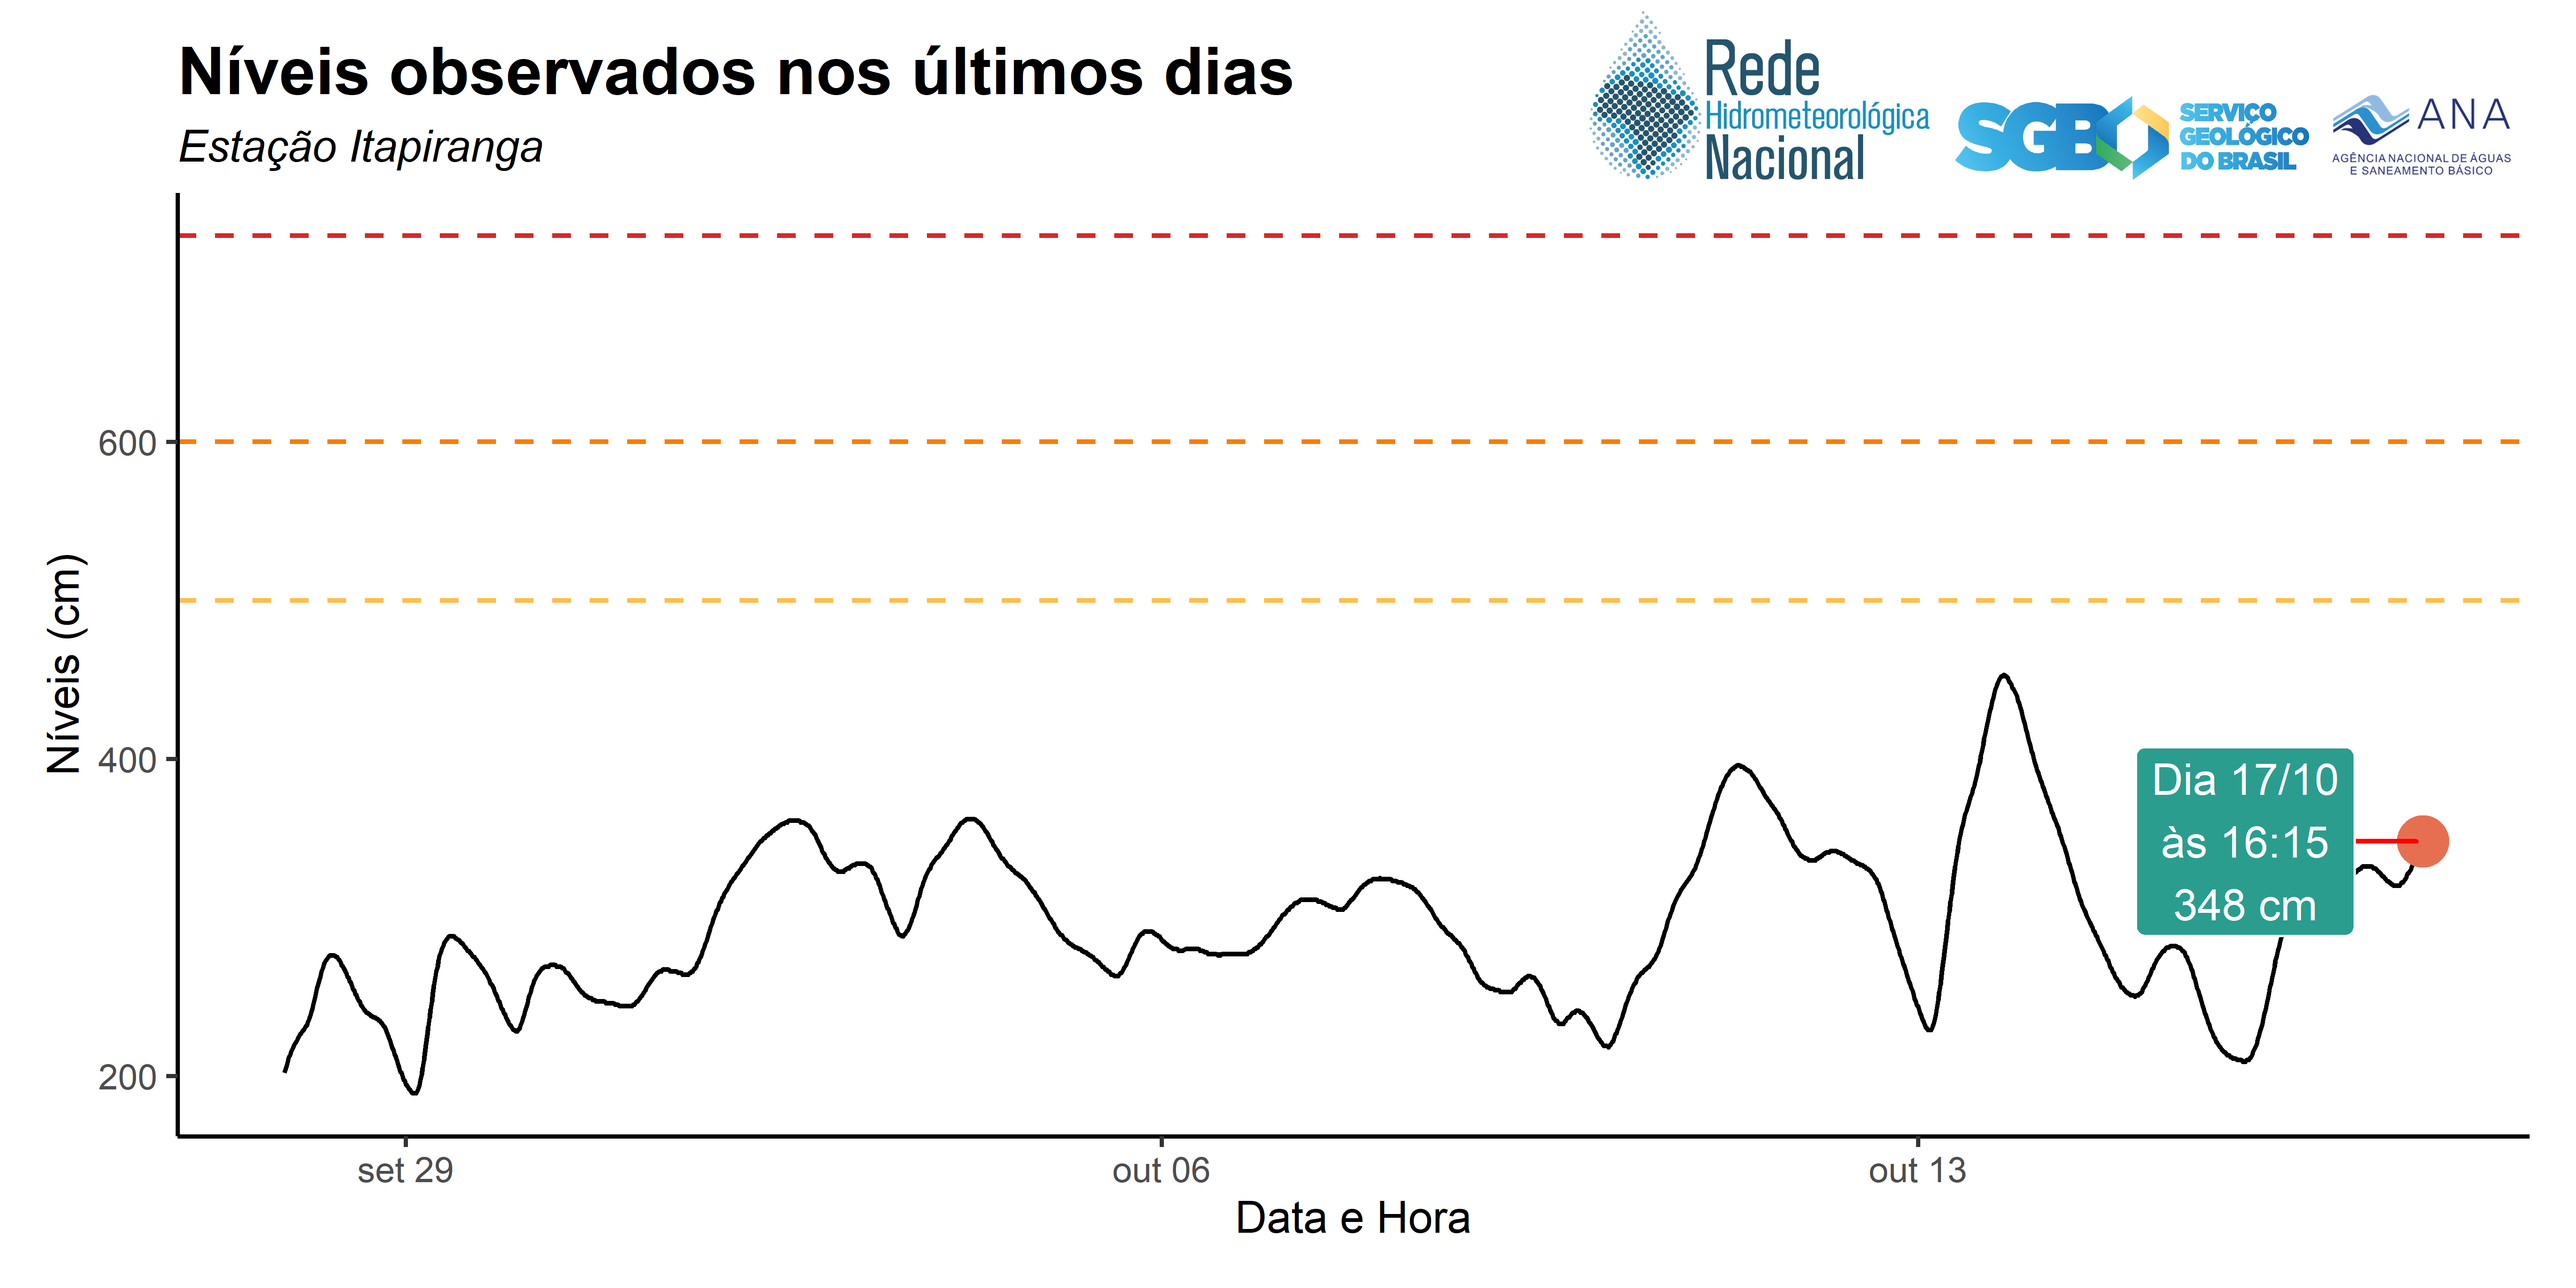 Níveis observados nos últimos dias
Estação Itapiranga
Rede
Hidrometeorológica
Nacional
SGB
SERVIÇO
GEOLÓGICO
DO BRASIL
ANA
AGÊNCIA NACIONAL DE ÁGUAS
E SANEAMENTO BÁSICO
Níveis (cm)
600
400
200
Dia 17/10
às 16:15
348 cm
set 29
out 06
out 13
Data e Hora